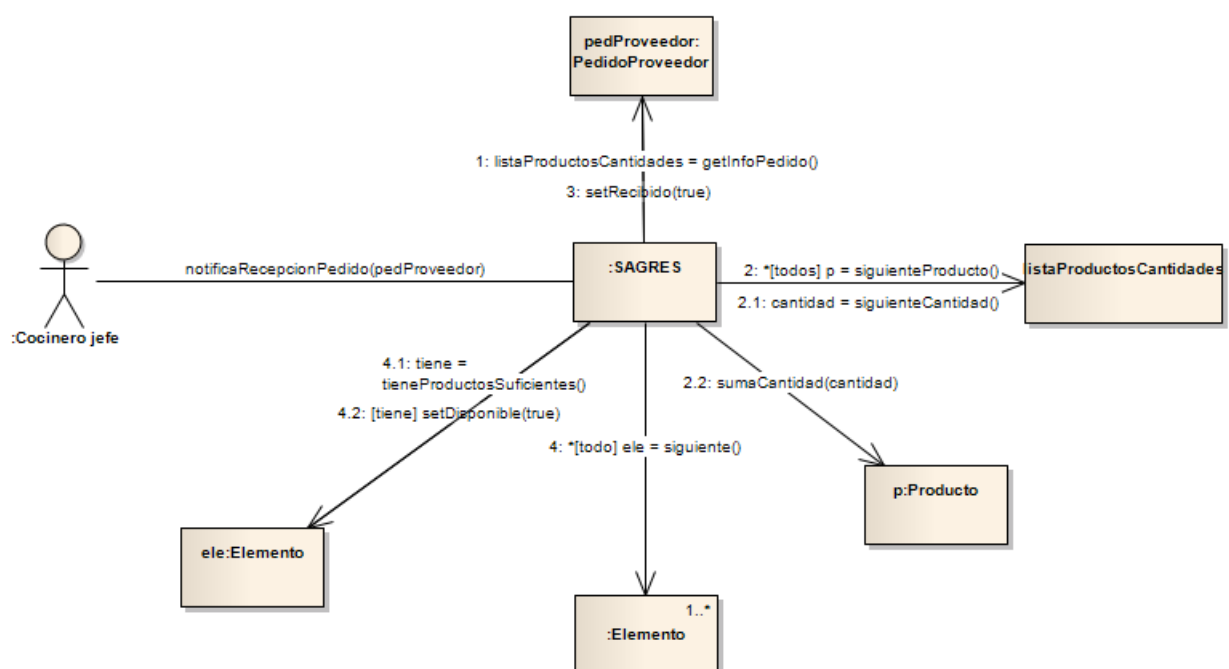 pedProveedor:
PedidoProveedor
1: listaProductosCantidades = getInfoPedido()
3: setRecibido(true)
:Cocinero jefe
notificaRecepcionPedido(pedProveedor)
:SAGRES
2: *[todos] p = siguienteProducto()
2.1: cantidad = siguienteCantidad()
listaProductosCantidades
4.1: tiene =
tieneProductosSuficientes()
4.2: [tiene] setDisponible(true)
2.2: sumaCantidad(cantidad)
4: *[todo] ele = siguiente()
p:Producto
ele:Elemento
1..*
:Elemento